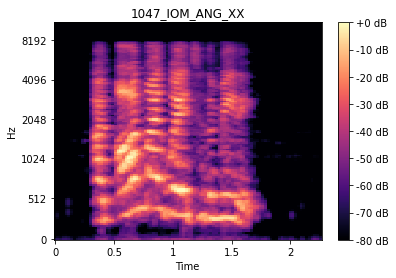 1047_IOM_ANG_XX
8192
4096
2048
1024
512
0
Hz
0
0.5
1
1.5
2
Time
+0 dB
-10 dB
-20 dB
-30 dB
-40 dB
-50 dB
-60 dB
-70 dB
-80 dB